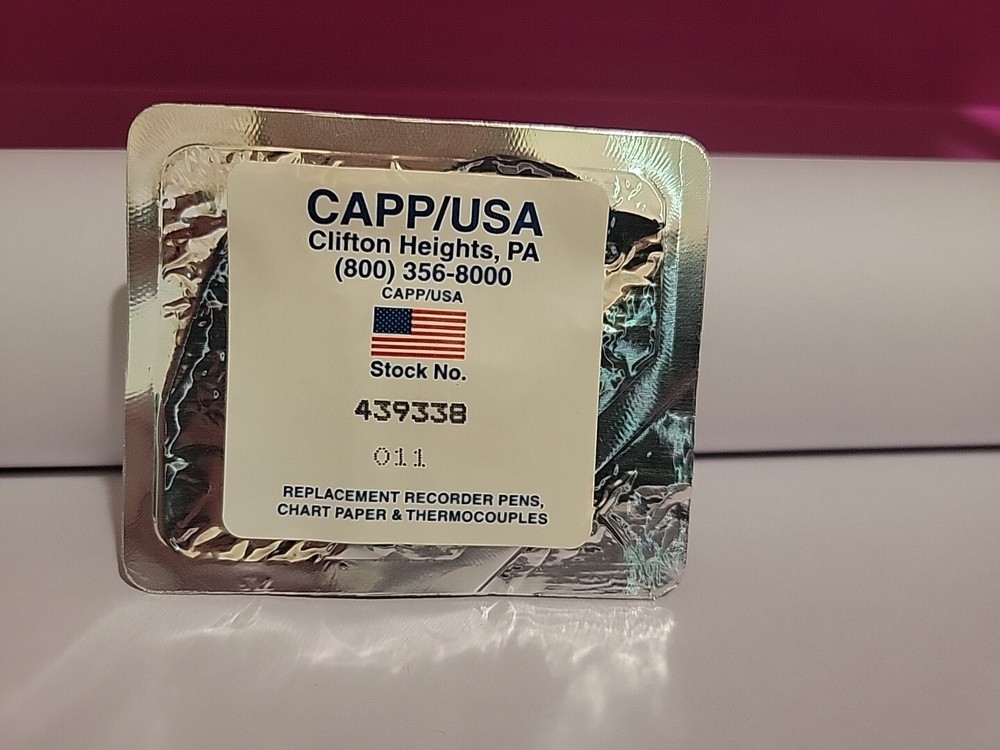 CAPP/USA
Clifton Heights, PA
(800) 356-8000
CAPP/USA
Stock No.
439338
011
REPLACEMENT RECORDER PENS,
CHART PAPER & THERMOCOUPLES